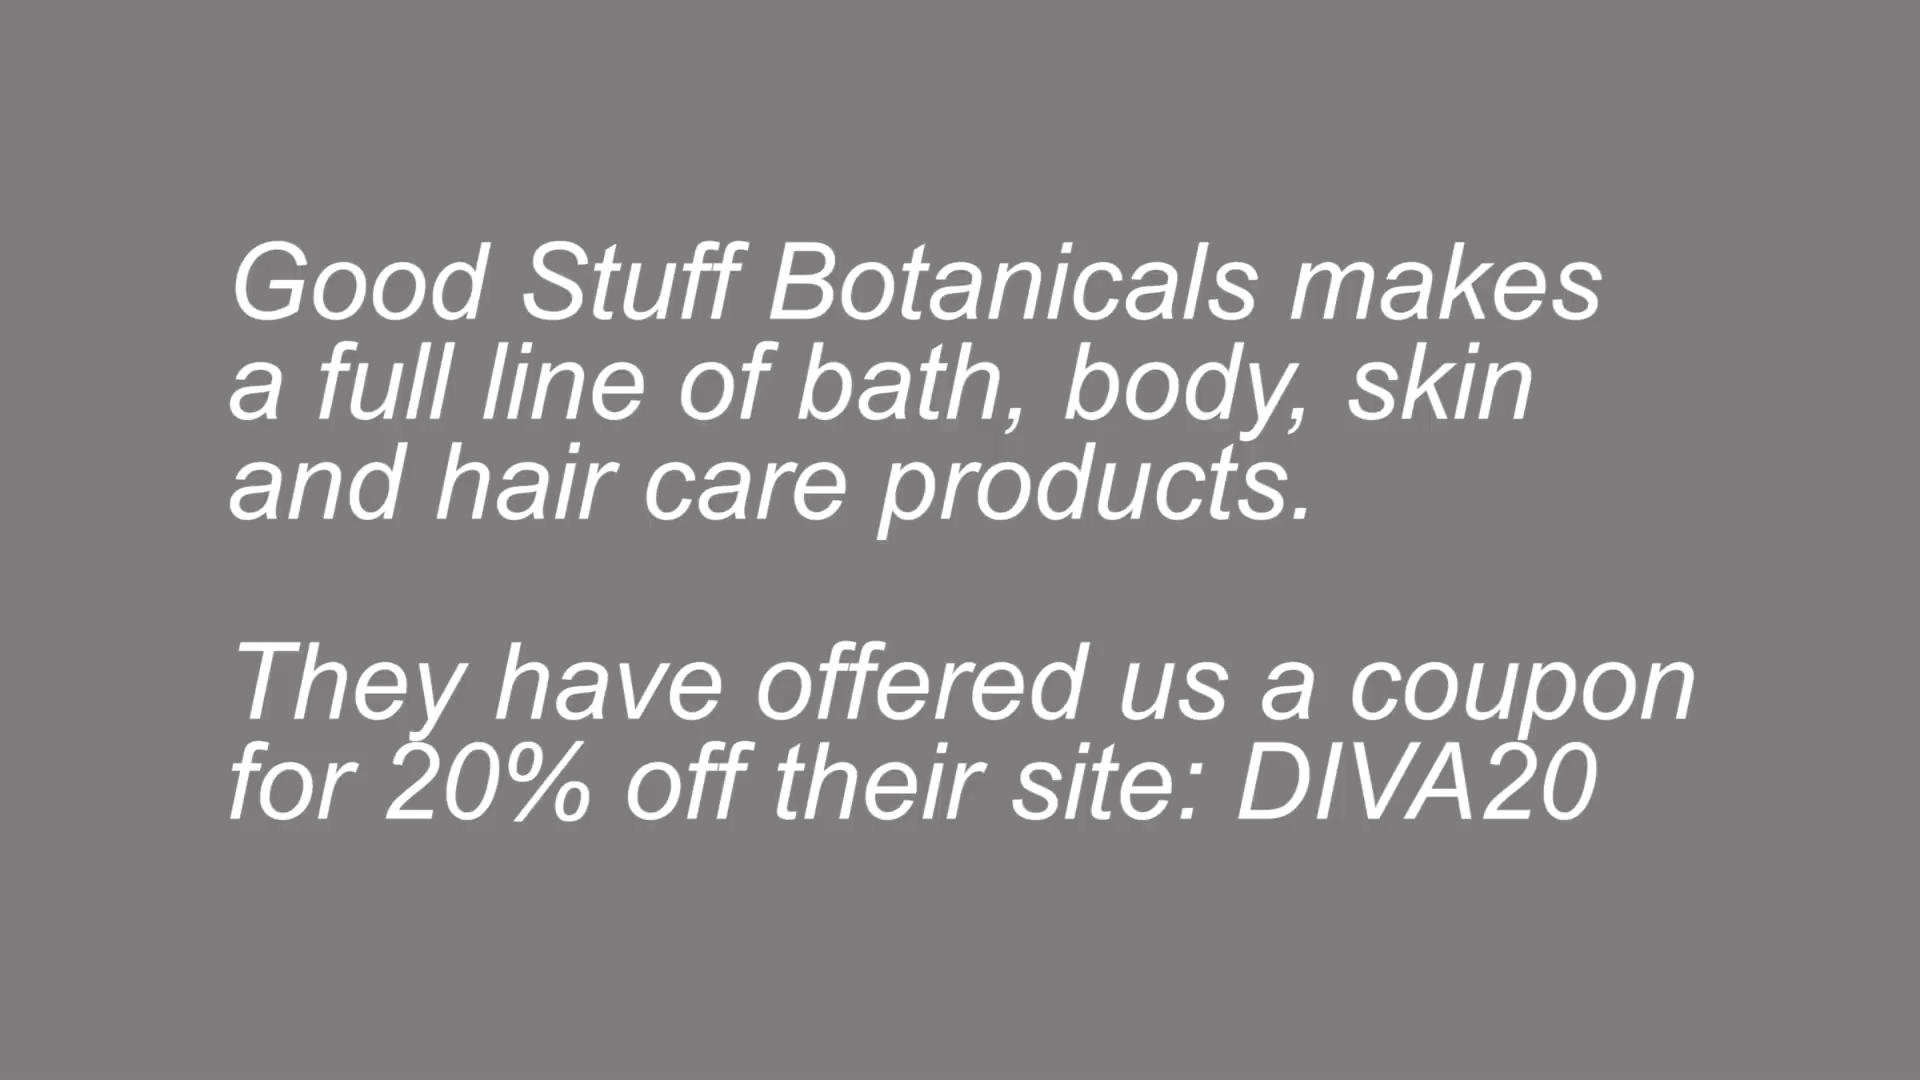 Good Stuff Botanicals makes
a full line of bath, body, skin
and hair care products.
They have offered us a coupon
for 20% off their site: DIVA20